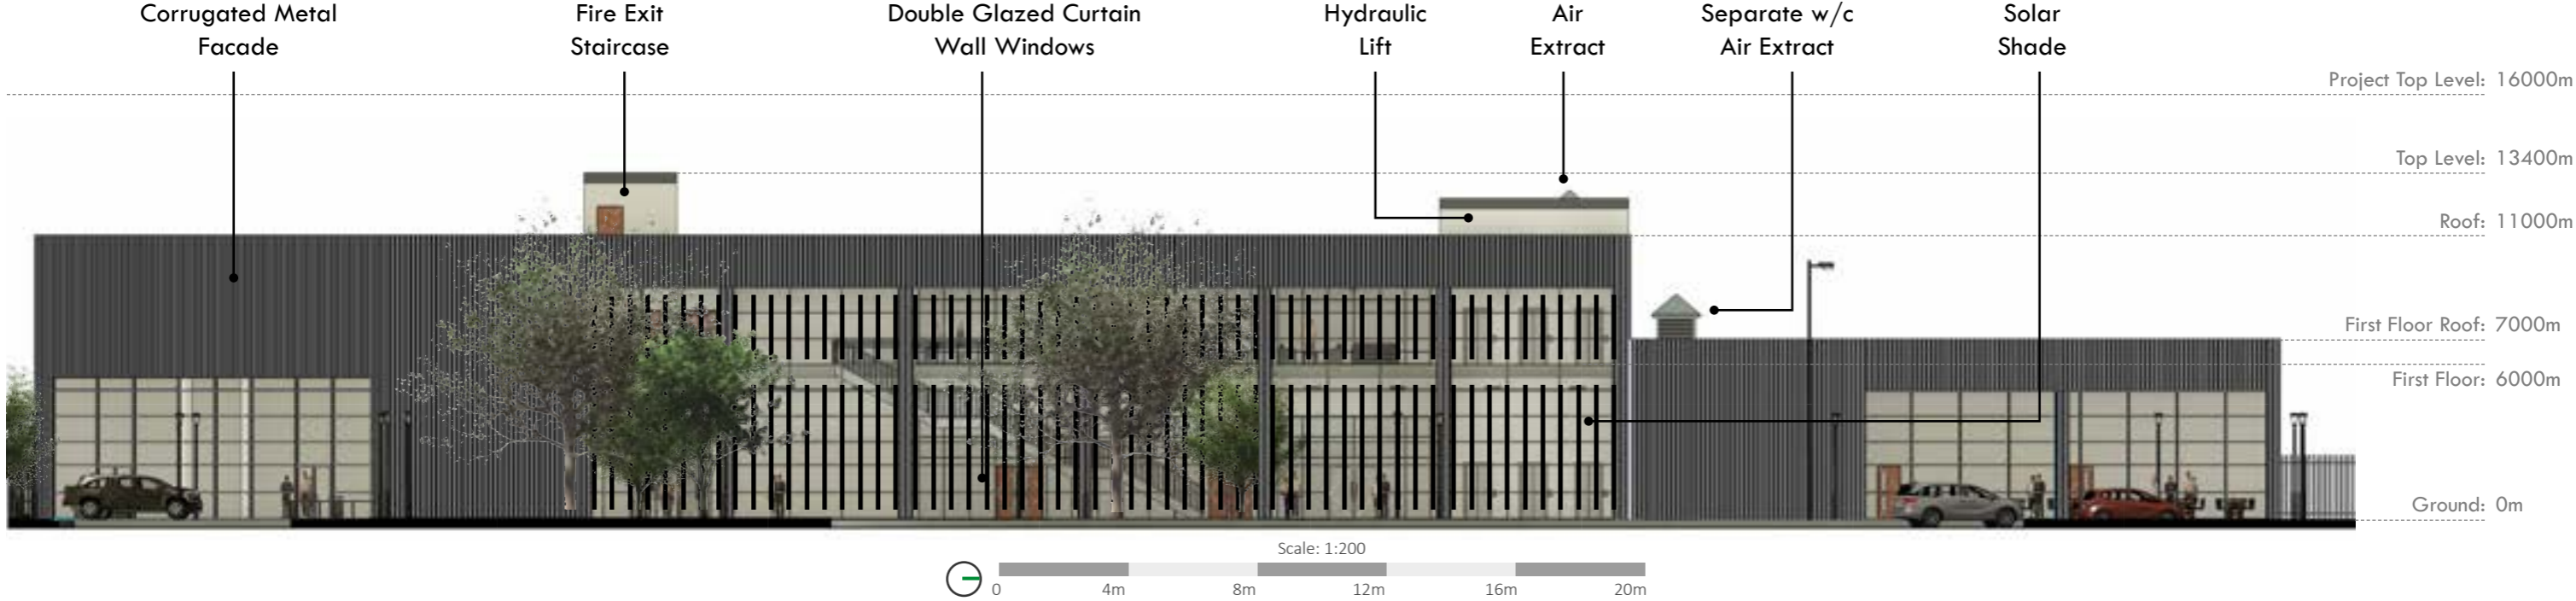 Corrugated Metal
Facade
Fire Exit
Staircase
Double Glazed Curtain
Wall Windows
Hydraulic
Lift
Air
Extract
Separate w/c
Air Extract
Solar
Shade
Project Top Level: 16000m
Top Level: 13400m
Roof: 11000m
First Floor Roof: 7000m
First Floor: 6000m
Ground: 0m
Scale: 1:200
0 4m 8m 12m 16m 20m